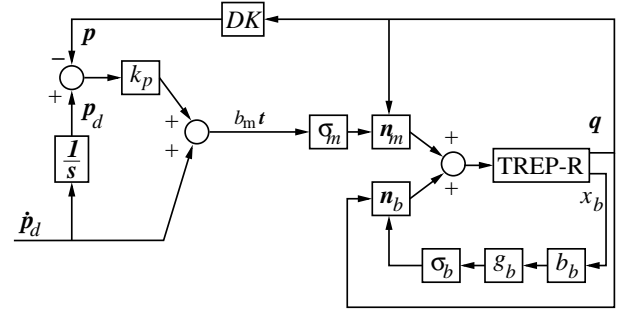 p
DK
−
+
k_p
p_d
+
+
b_m t
σ_m
n_m
+
+
q
1/s
TREP-R
n_b
x_b
ṗ_d
σ_b
g_b
b_b